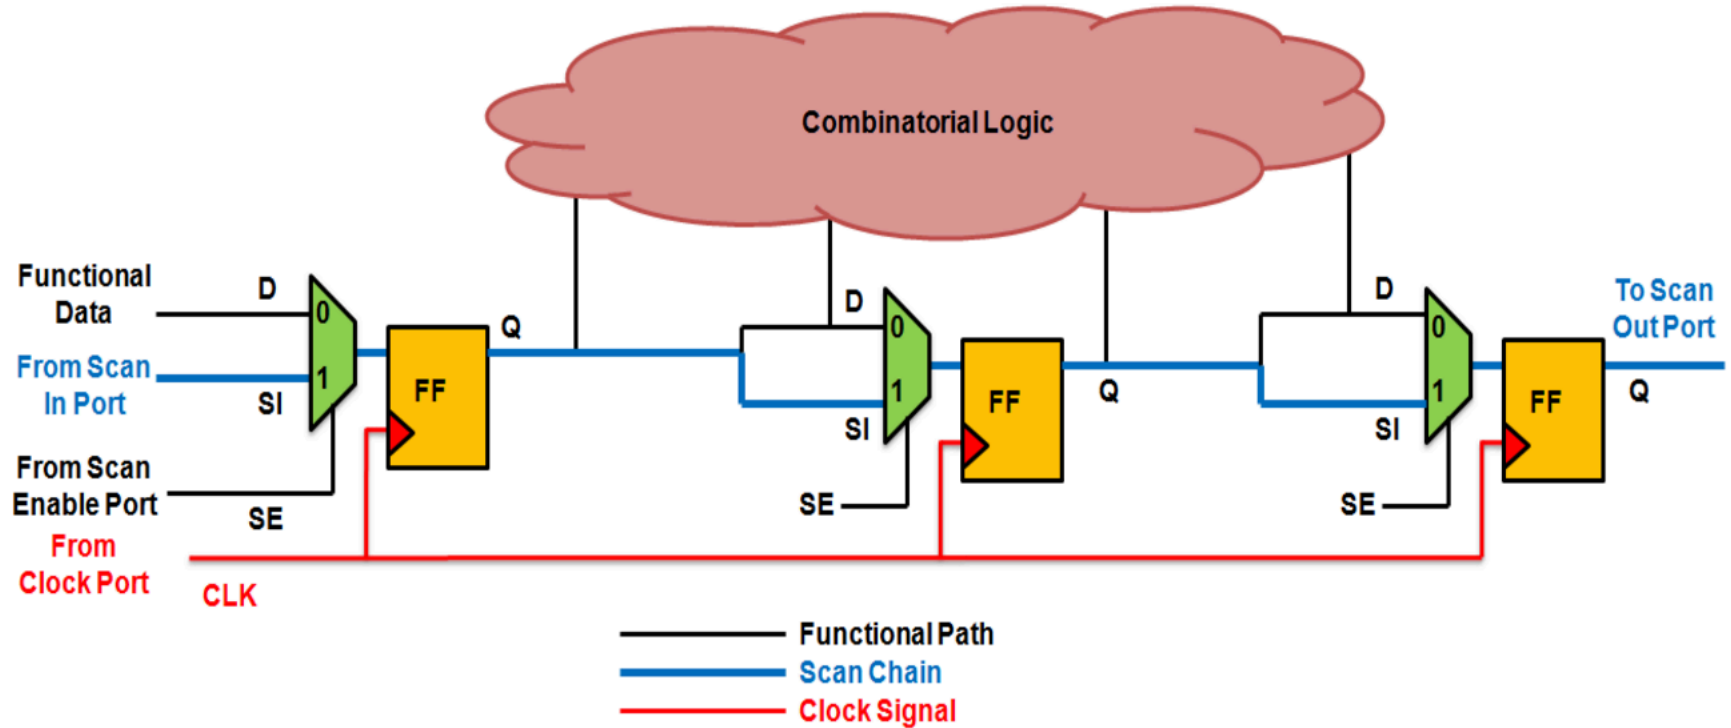 Combinatorial Logic
Functional
Data
D
0
1
From Scan
In Port
SI
From Scan
Enable Port
SE
From
Clock Port
CLK
FF
Q
D
0
1
SI
SE
FF
Q
D
0
1
SI
SE
FF
Q
To Scan
Out Port
Functional Path
Scan Chain
Clock Signal